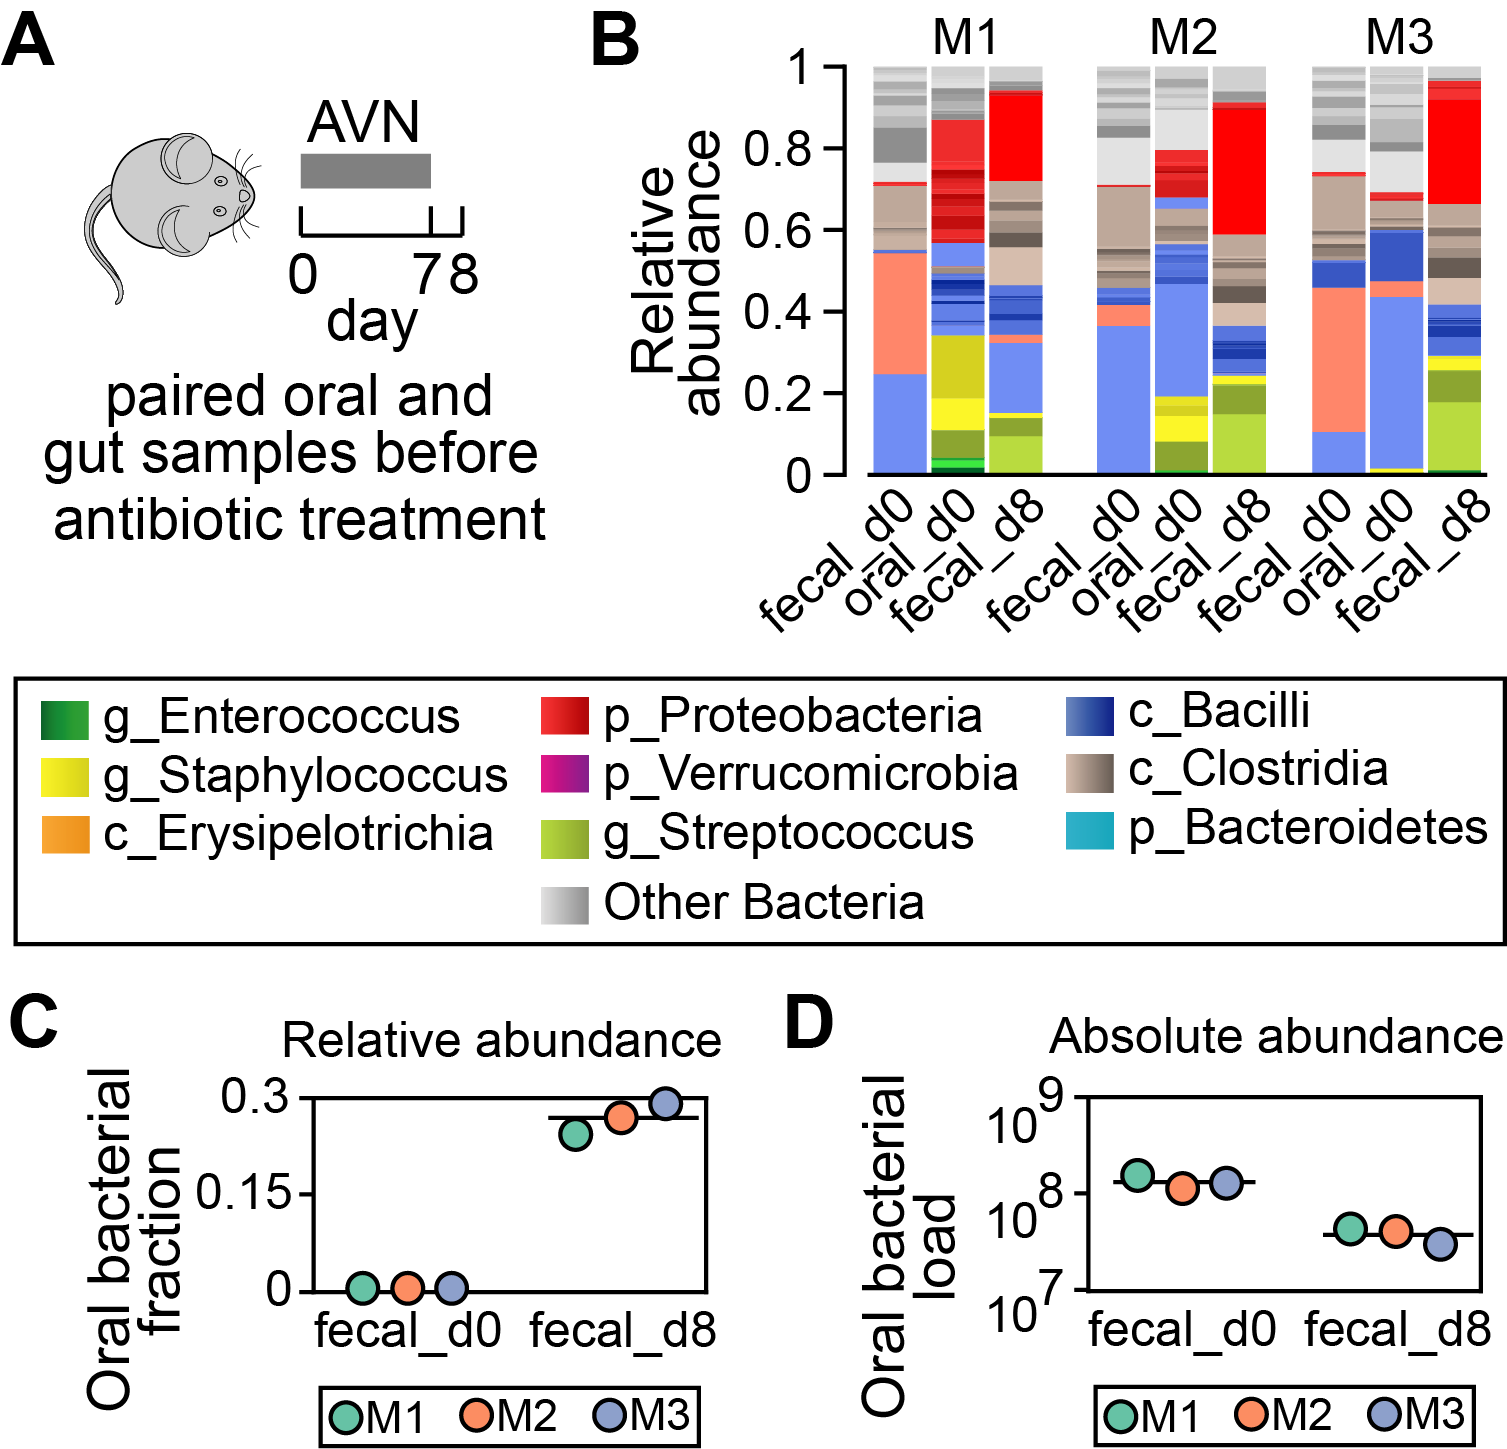 A
AVN
0 7 8
day
paired oral and
gut samples before
antibiotic treatment
B
M1 M2 M3
Relative
abundance
1
0.8
0.6
0.4
0.2
0
fecal_d0
oral_d0
fecal_d8
fecal_d0
oral_d0
fecal_d8
fecal_d0
oral_d0
fecal_d8
g_Enterococcus
g_Staphylococcus
c_Erysipelotrichia
p_Proteobacteria
p_Verrucomicrobia
g_Streptococcus
Other Bacteria
c_Bacilli
c_Clostridia
p_Bacteroidetes
C
Relative abundance
Oral bacterial
fraction
0.3
0.15
0
fecal_d0 fecal_d8
M1 M2 M3
D
Absolute abundance
Oral bacterial
load
10^9
10^8
10^7
fecal_d0 fecal_d8
M1 M2 M3